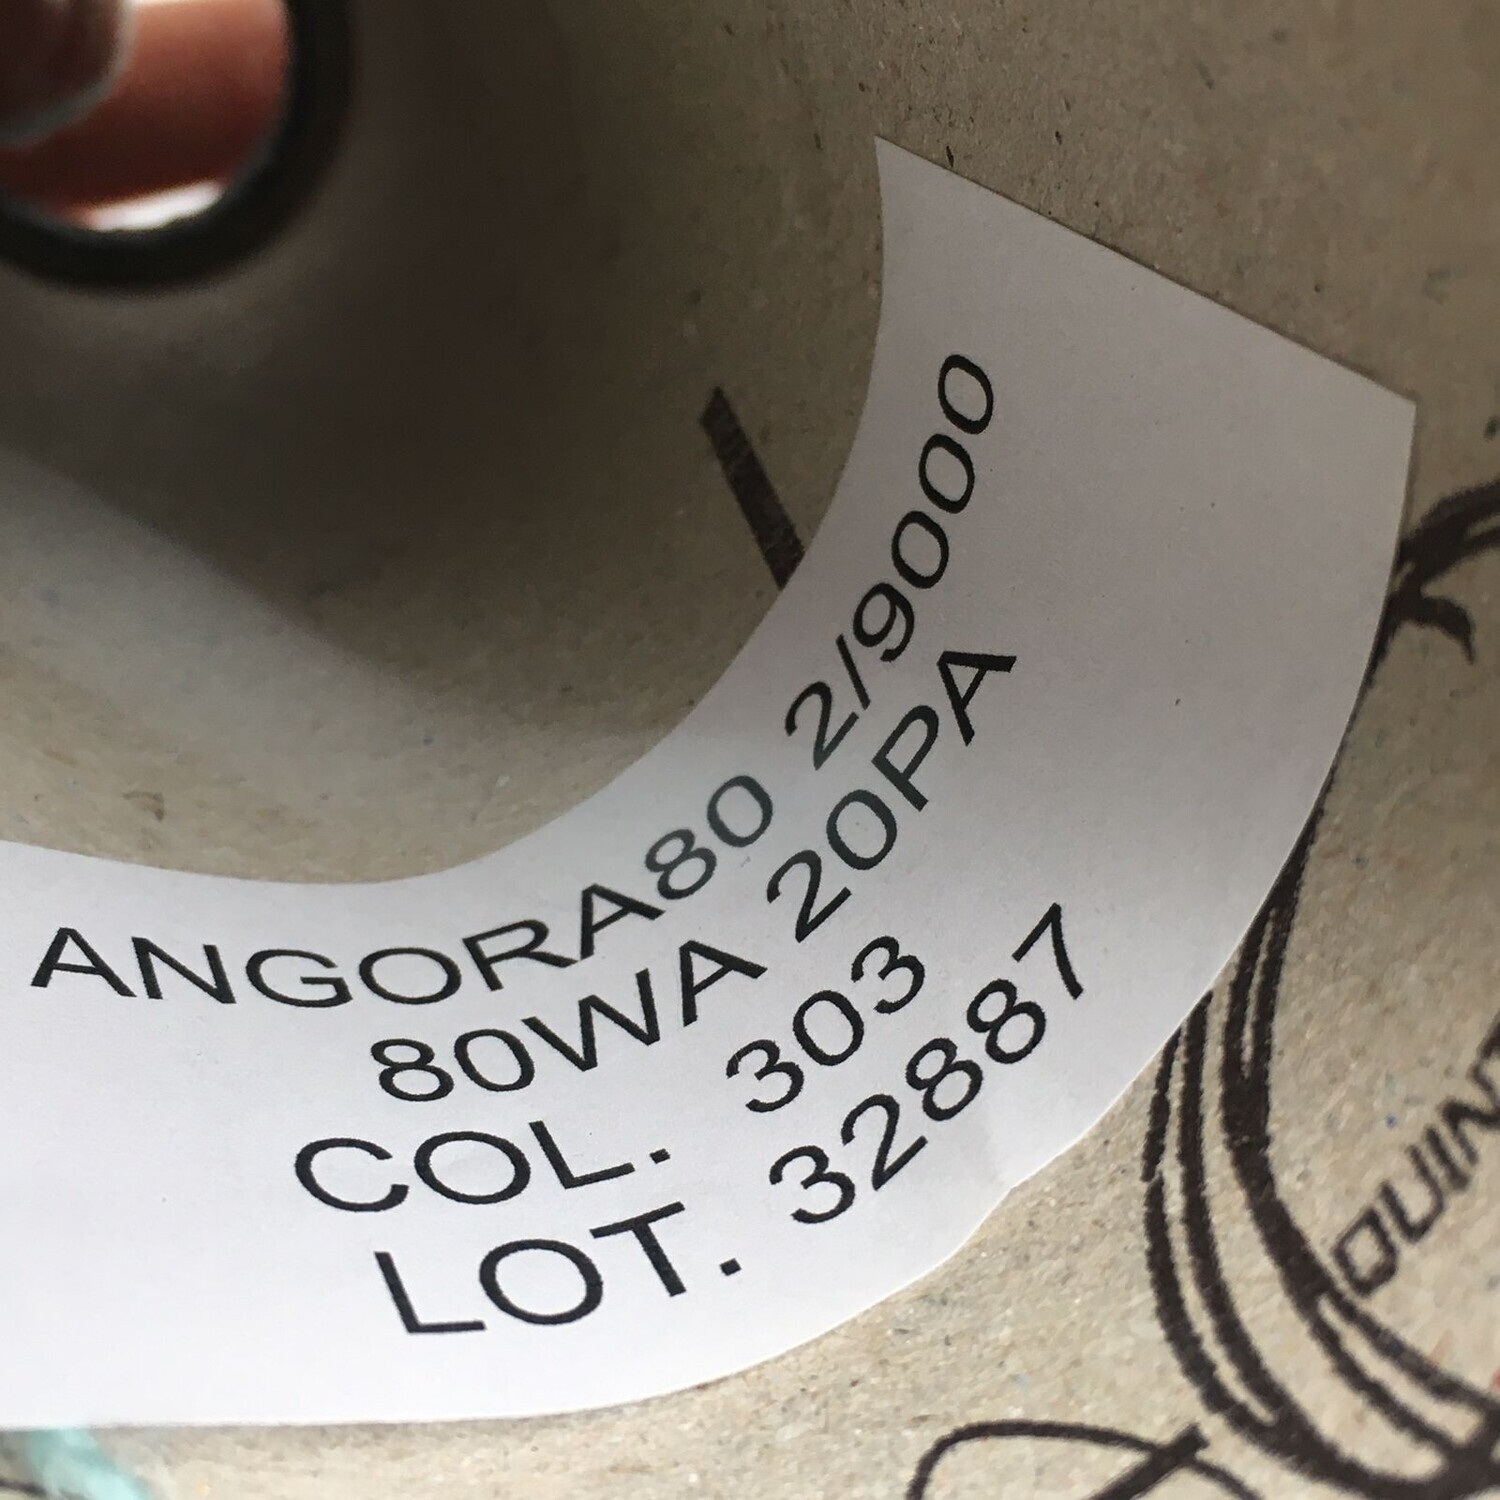 ANGORA80 2/9000
80WA 20PA
COL. 303
LOT. 32887